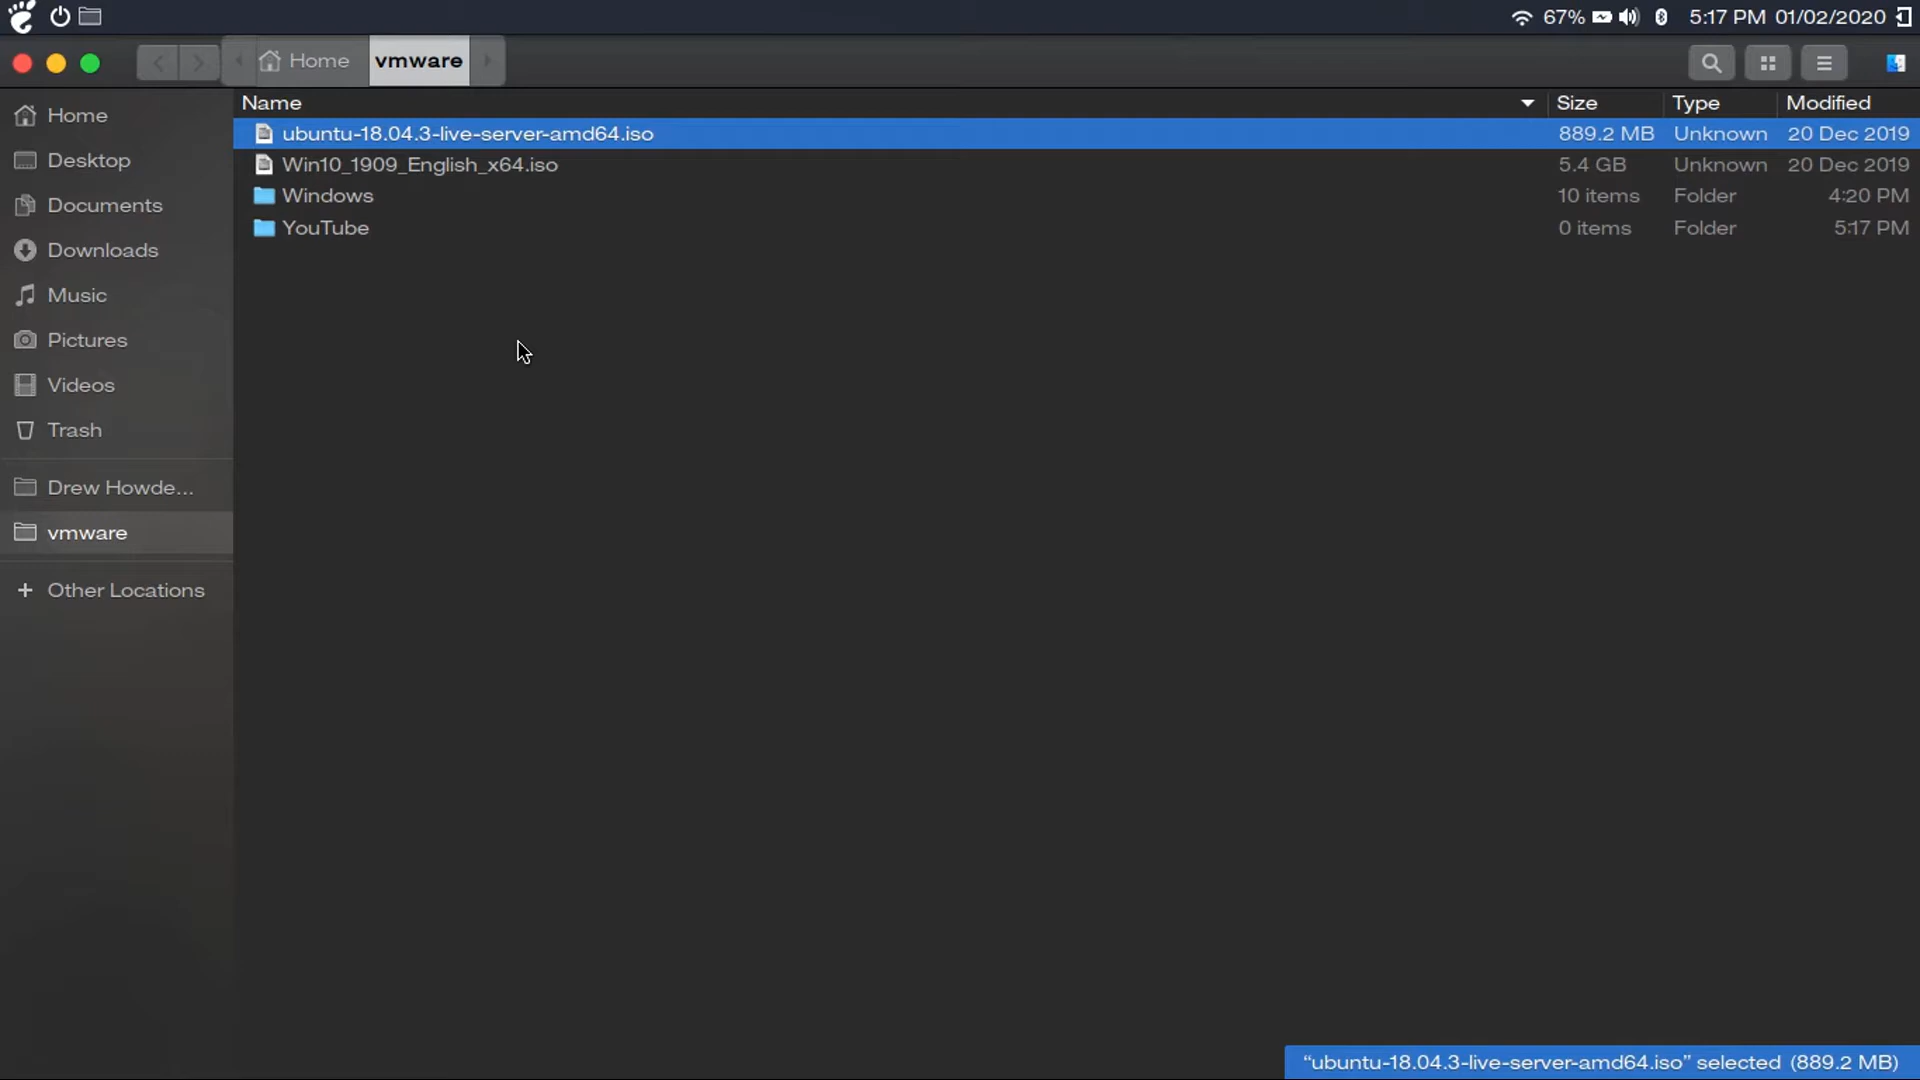 67% 5:17 PM 01/02/2020
Home vmware
Name Size Type Modified
ubuntu-18.04.3-live-server-amd64.iso 889.2 MB Unknown 20 Dec 2019
Win10_1909_English_x64.iso 5.4 GB Unknown 20 Dec 2019
Windows 10 items Folder 4:20 PM
YouTube 0 items Folder 5:17 PM
Home
Desktop
Documents
Downloads
Music
Pictures
Videos
Trash
Drew Howde...
vmware
Other Locations
“ubuntu-18.04.3-live-server-amd64.iso” selected (889.2 MB)